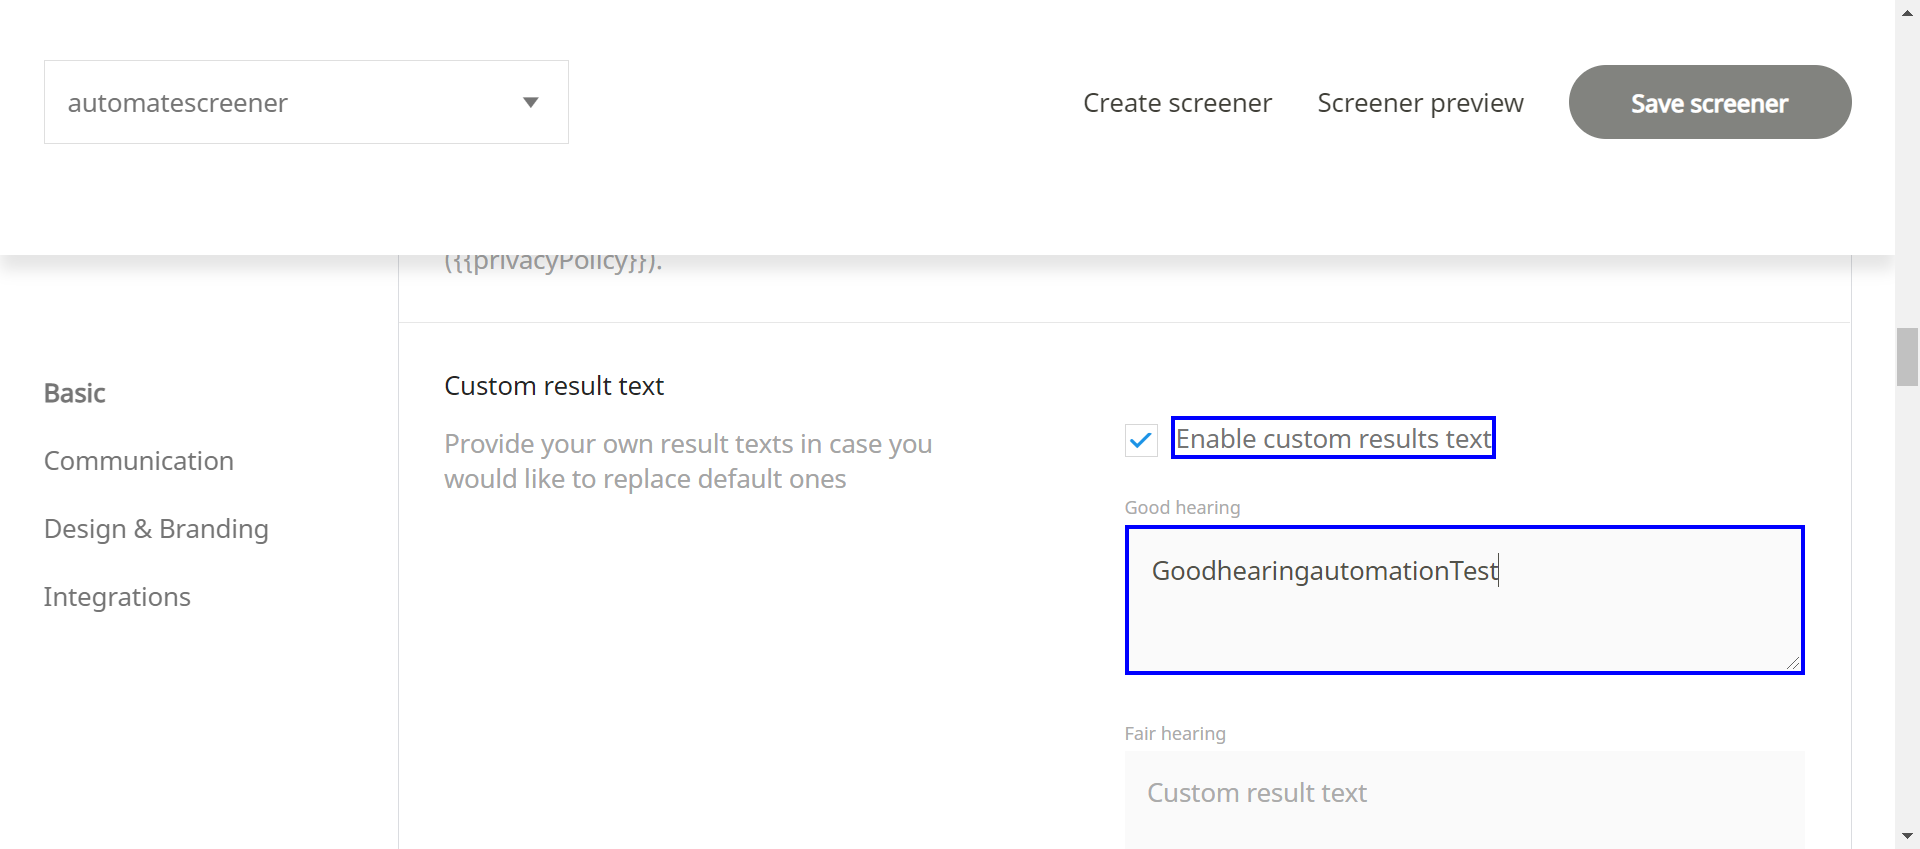 automatescreener
Create screener
Screener preview
Save screener
({{privacyPolicy}}).
Basic
Communication
Design & Branding
Integrations
Custom result text
Provide your own result texts in case you
would like to replace default ones
Enable custom results text
Good hearing
GoodhearingautomationTest
Fair hearing
Custom result text